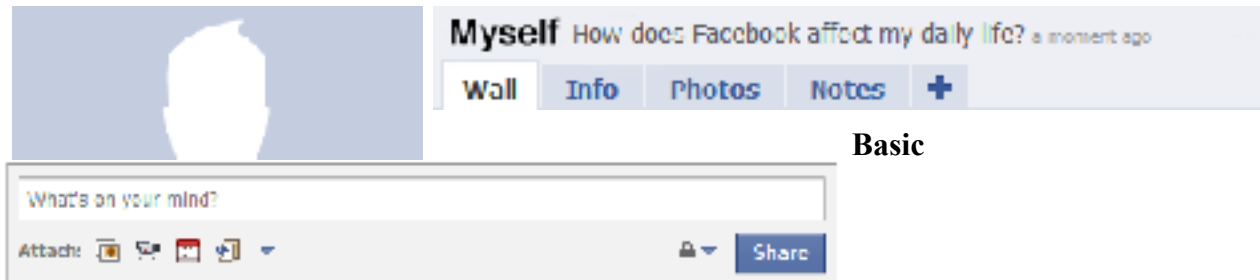 Myself How does Facebook affect my daily life? a moment ago
Wall Info Photos Notes +
Basic
What's on your mind?
Attach: Share